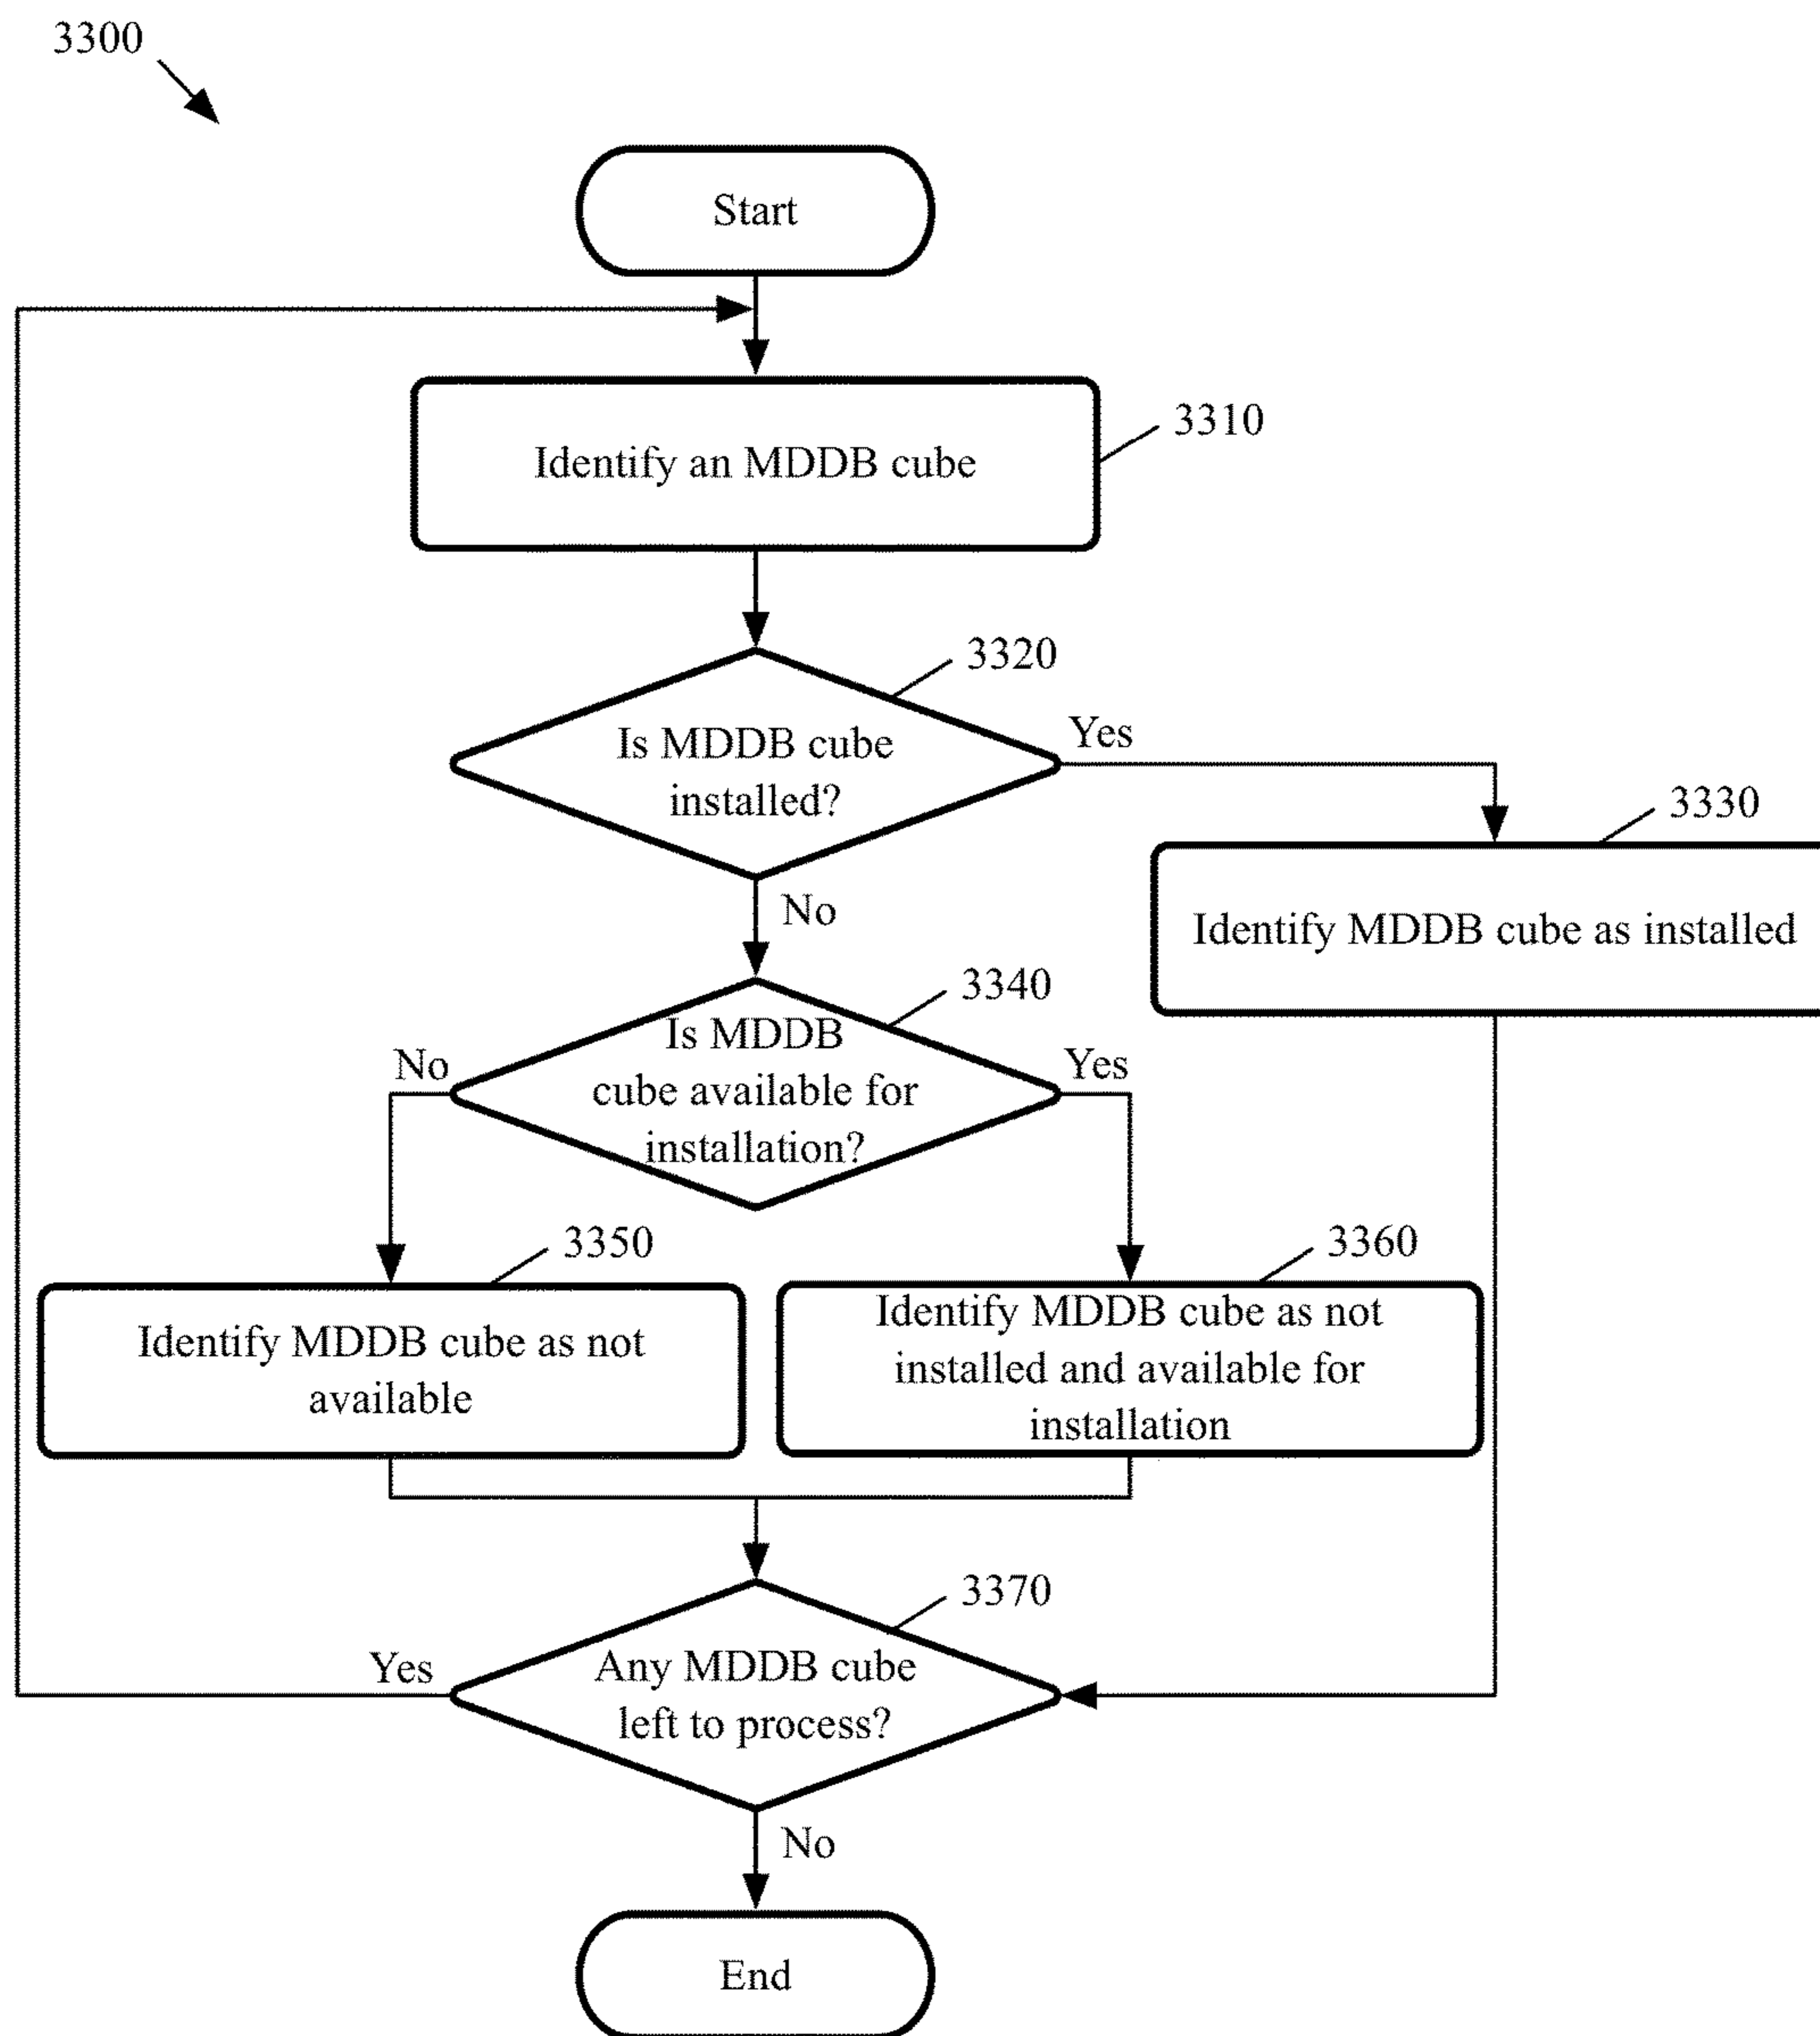 3300
Start
Identify an MDDB cube
3310
3320
Is MDDB cube
installed?
Yes
No
3330
Identify MDDB cube as installed
3340
Is MDDB
cube available for
installation?
No
Yes
3350
Identify MDDB cube as not
available
3360
Identify MDDB cube as not
installed and available for
installation
3370
Any MDDB cube
left to process?
Yes
No
End